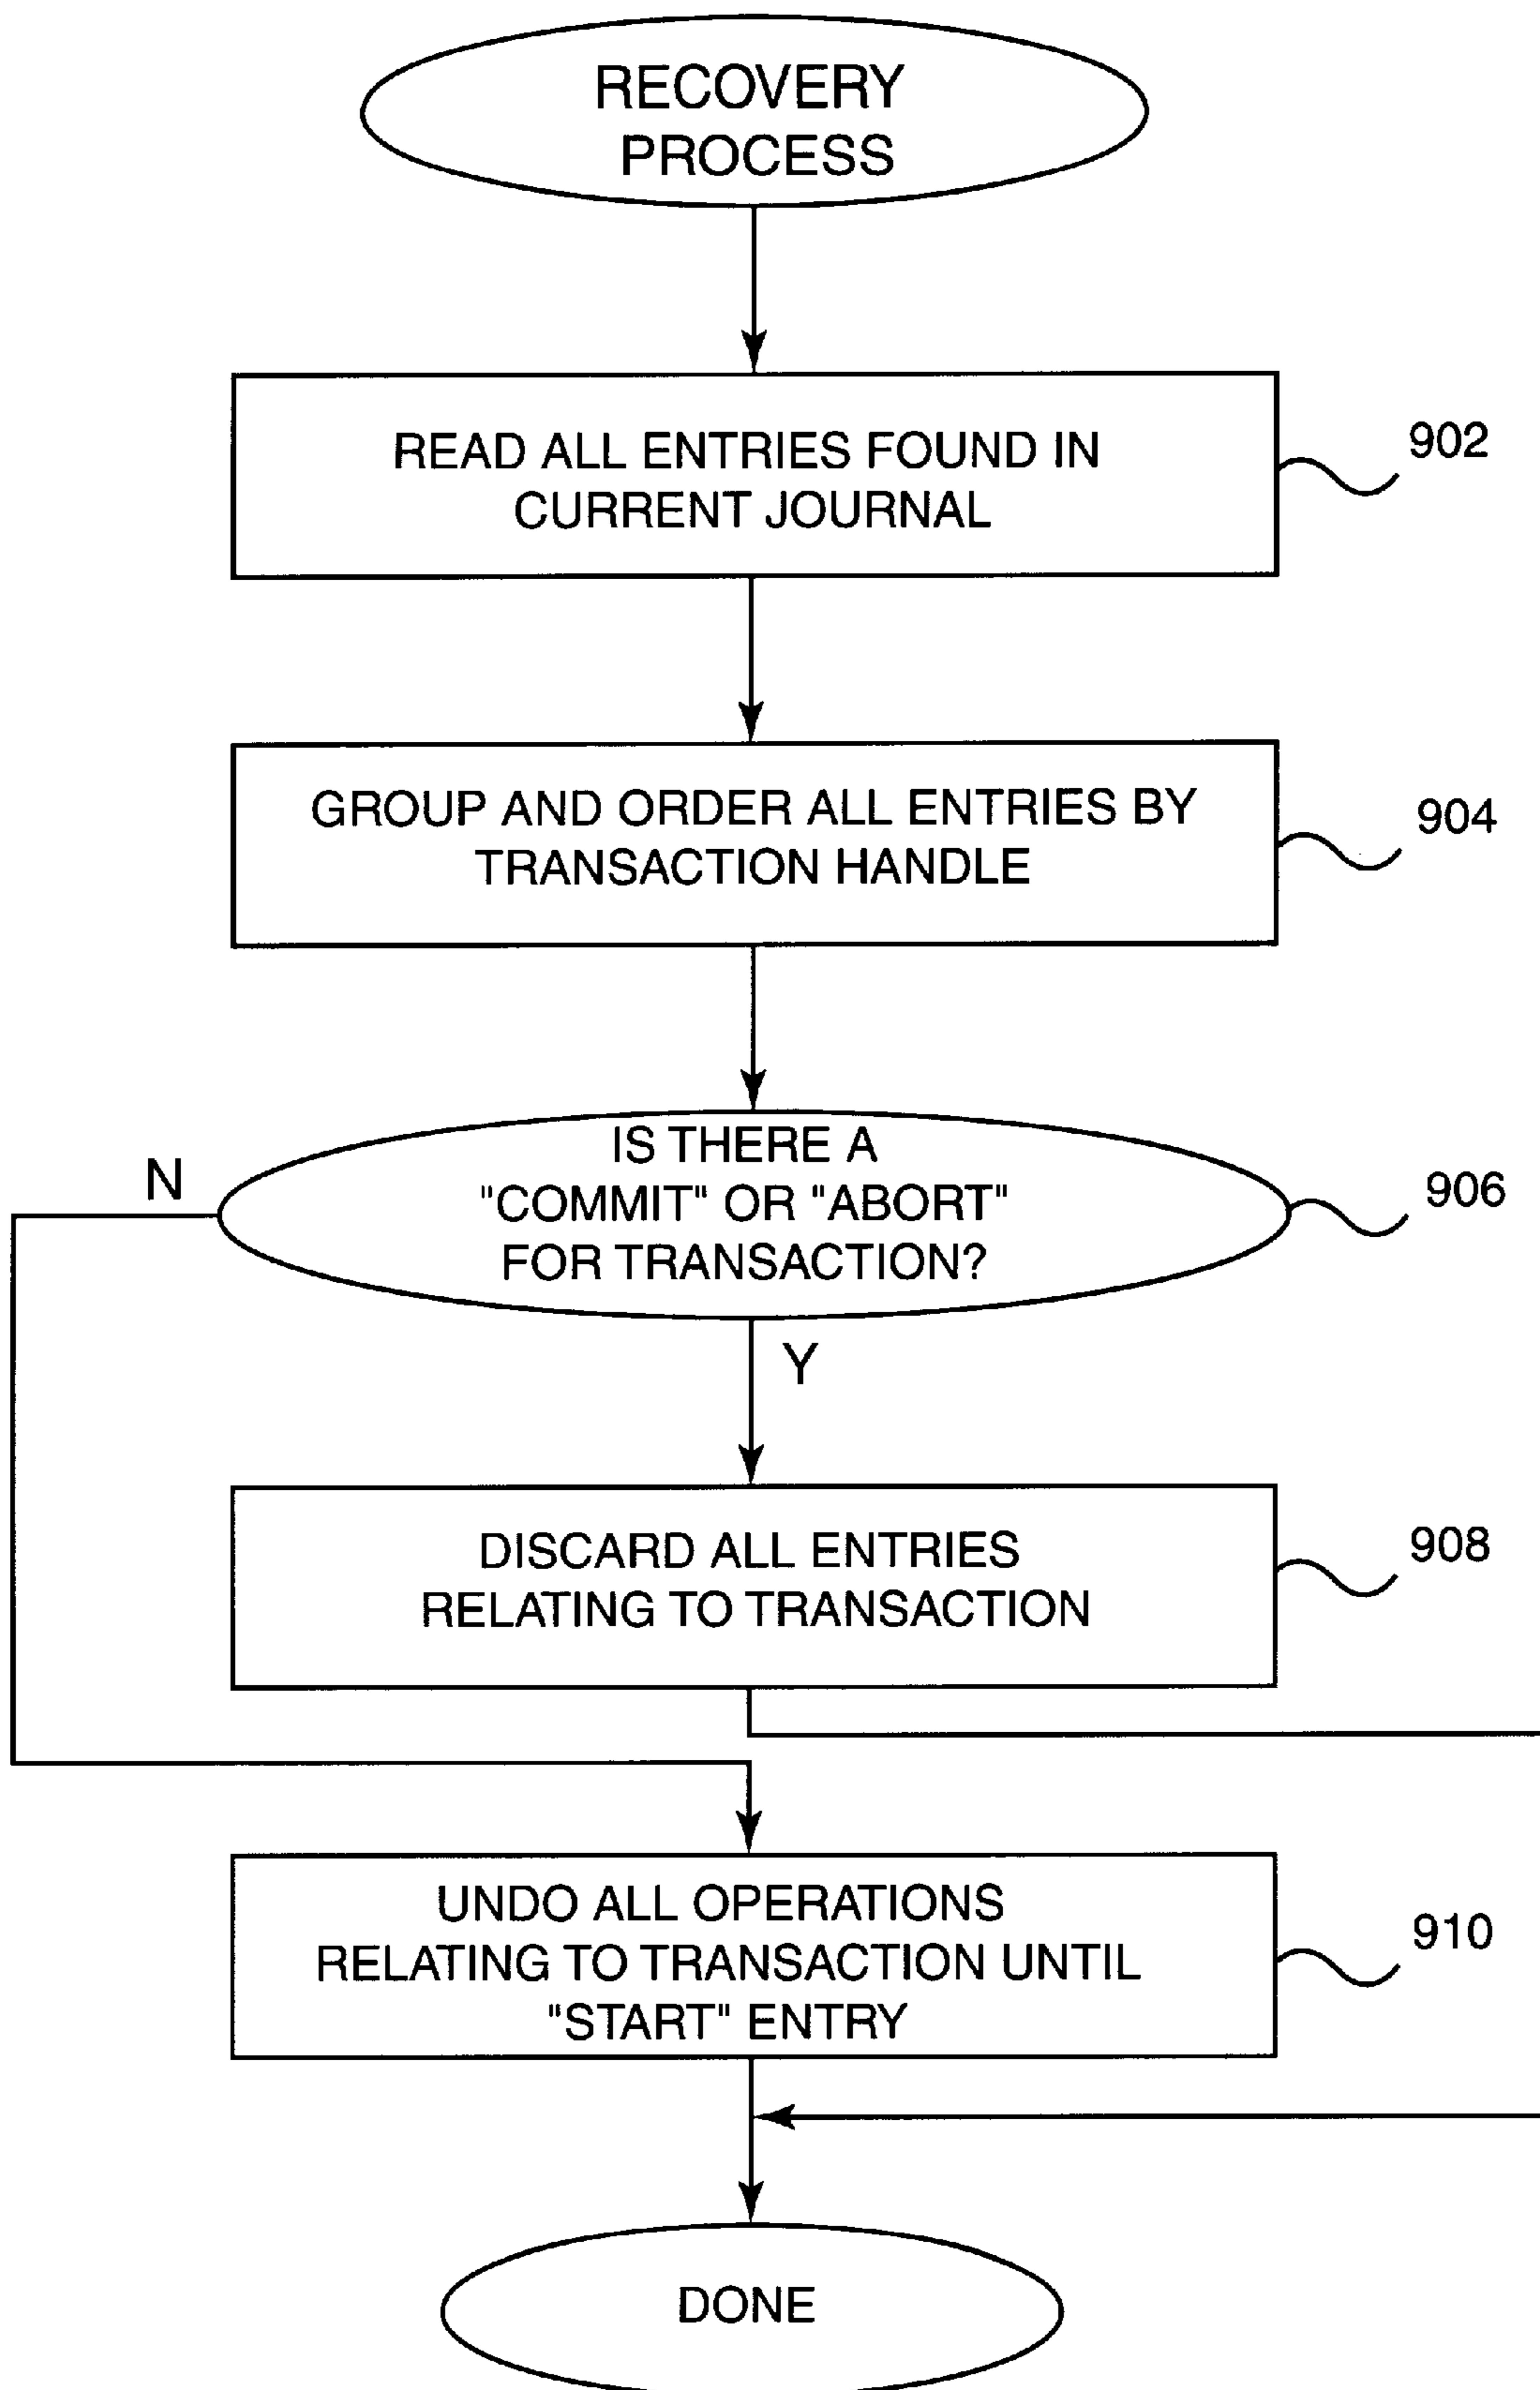 RECOVERY
PROCESS
READ ALL ENTRIES FOUND IN
CURRENT JOURNAL
902
GROUP AND ORDER ALL ENTRIES BY
TRANSACTION HANDLE
904
IS THERE A
"COMMIT" OR "ABORT"
FOR TRANSACTION?
N
906
Y
DISCARD ALL ENTRIES
RELATING TO TRANSACTION
908
UNDO ALL OPERATIONS
RELATING TO TRANSACTION UNTIL
"START" ENTRY
910
DONE